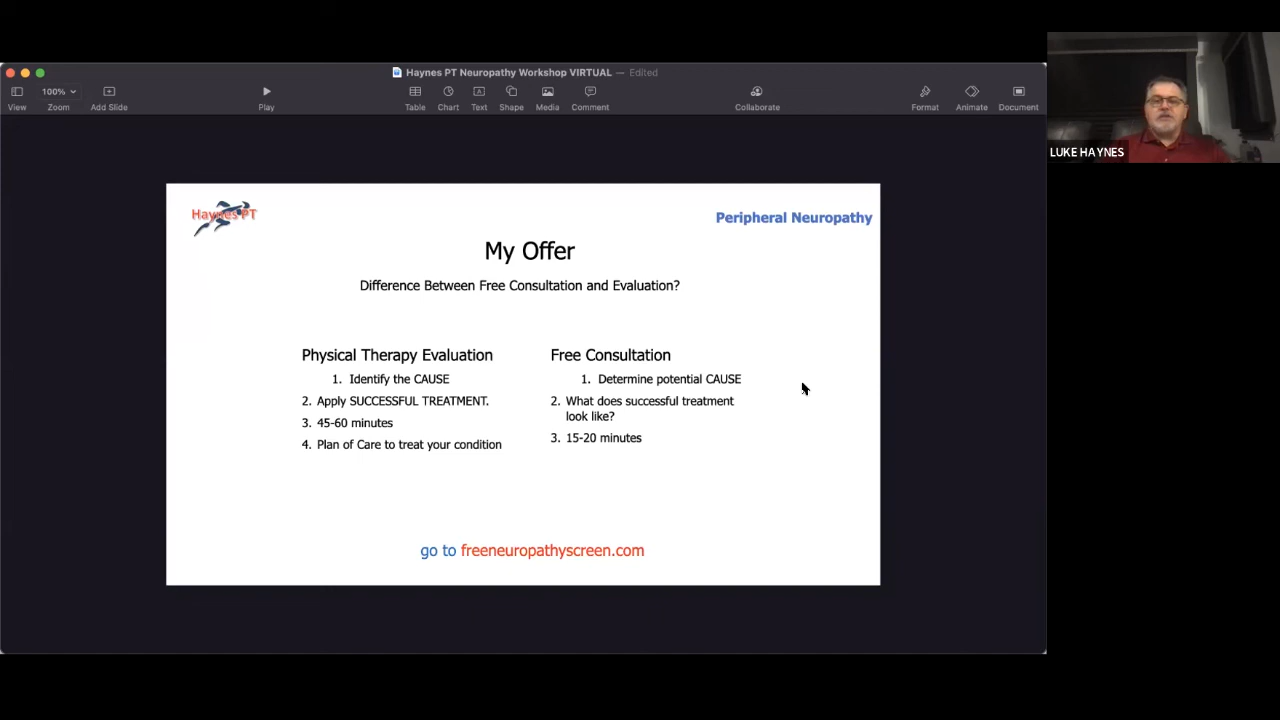 Haynes PT Neuropathy Workshop VIRTUAL — Edited
100%
View
Zoom
Add Slide
Play
Table
Chart
Text
Shape
Media
Comment
Collaborate
Format
Animate
Document
LUKE HAYNES
Haynes PT
Peripheral Neuropathy
My Offer
Difference Between Free Consultation and Evaluation?
Physical Therapy Evaluation
1. Identify the CAUSE
2. Apply SUCCESSFUL TREATMENT.
3. 45-60 minutes
4. Plan of Care to treat your condition
Free Consultation
1. Determine potential CAUSE
2. What does successful treatment
look like?
3. 15-20 minutes
go to freeneuropathyscreen.com